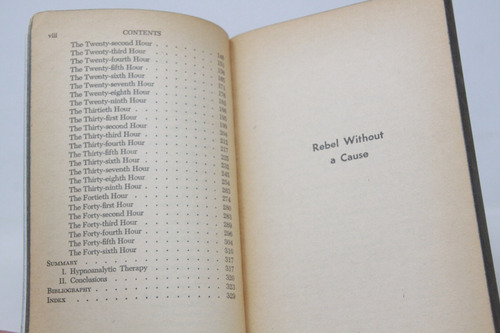 viii CONTENTS
The Twenty-second Hour
The Twenty-third Hour
The Twenty-fourth Hour
The Twenty-fifth Hour
The Twenty-sixth Hour
The Twenty-seventh Hour
The Twenty-eighth Hour
The Twenty-ninth Hour
The Thirtieth Hour
The Thirty-first Hour
The Thirty-second Hour
The Thirty-third Hour
The Thirty-fourth Hour
The Thirty-fifth Hour
The Thirty-sixth Hour
The Thirty-seventh Hour
The Thirty-eighth Hour
The Thirty-ninth Hour
The Fortieth Hour
The Forty-first Hour
The Forty-second Hour
The Forty-third Hour
The Forty-fourth Hour
The Forty-fifth Hour
The Forty-sixth Hour
SUMMARY 317
I. Hypnoanalytic Therapy 317
II. Conclusions 320
BIBLIOGRAPHY 323
INDEX 329
Rebel Without
a Cause